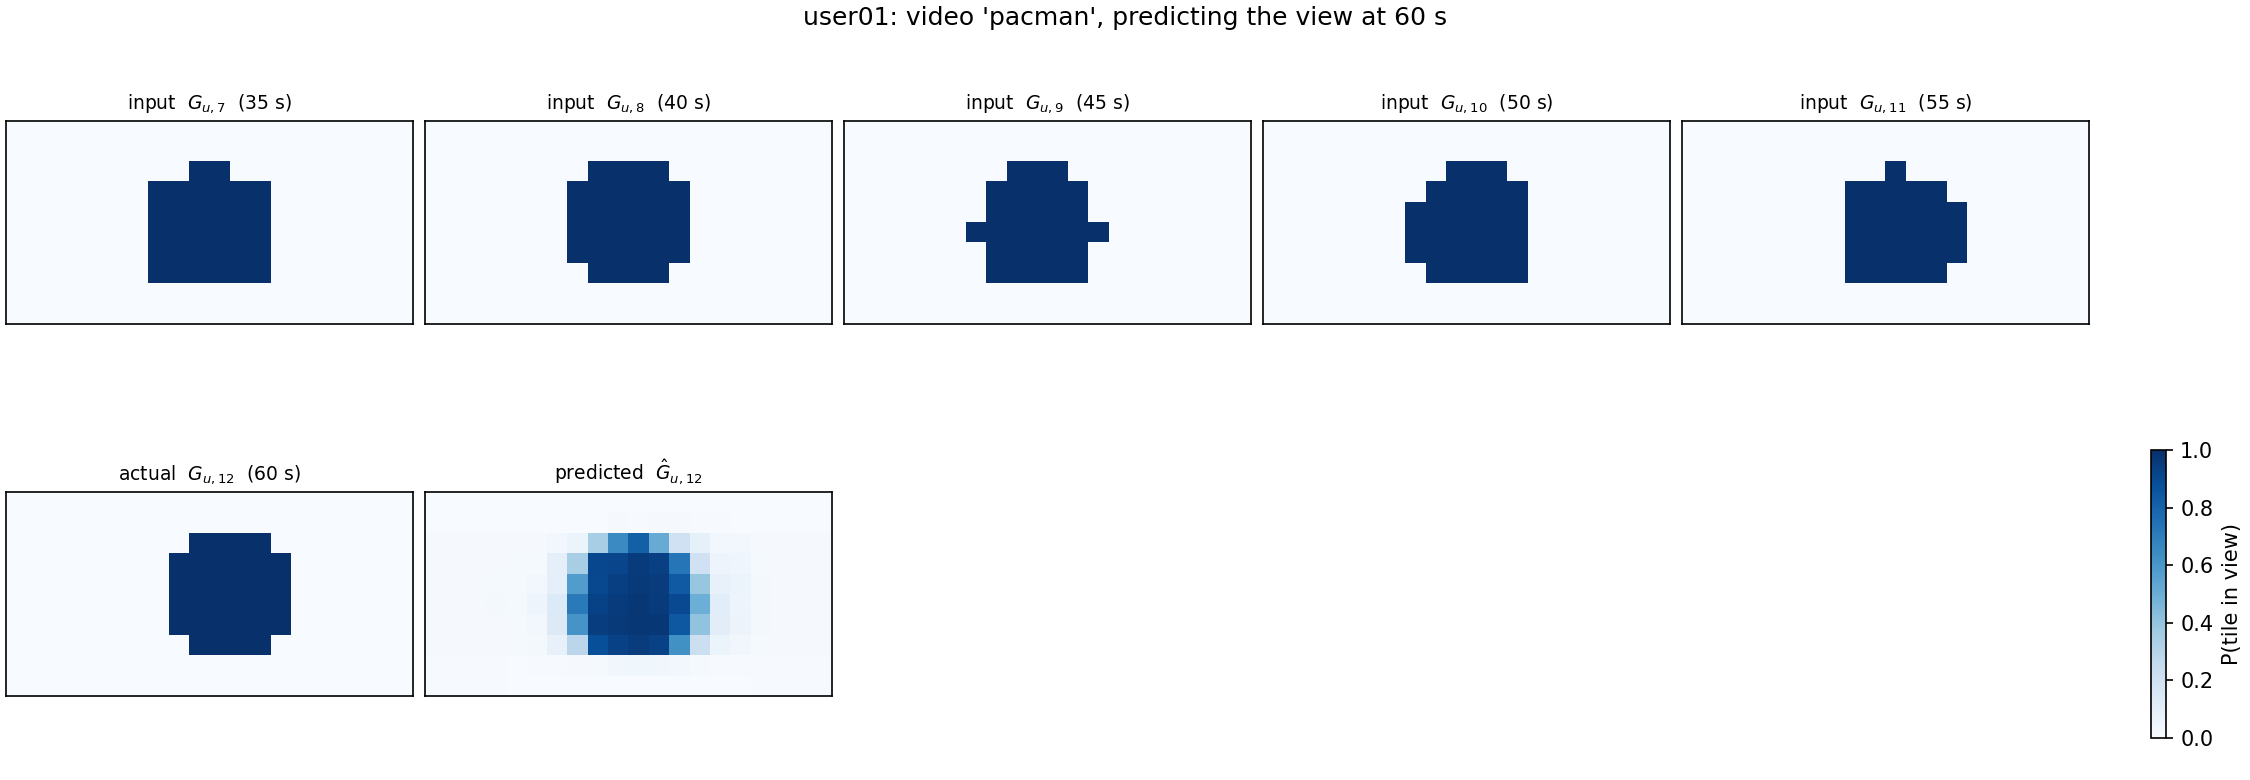 user01: video 'pacman', predicting the view at 60 s
input G_{u,7} (35 s)
input G_{u,8} (40 s)
input G_{u,9} (45 s)
input G_{u,10} (50 s)
input G_{u,11} (55 s)
actual G_{u,12} (60 s)
predicted Ĝ_{u,12}
1.0
0.8
0.6
0.4
0.2
0.0
P(tile in view)